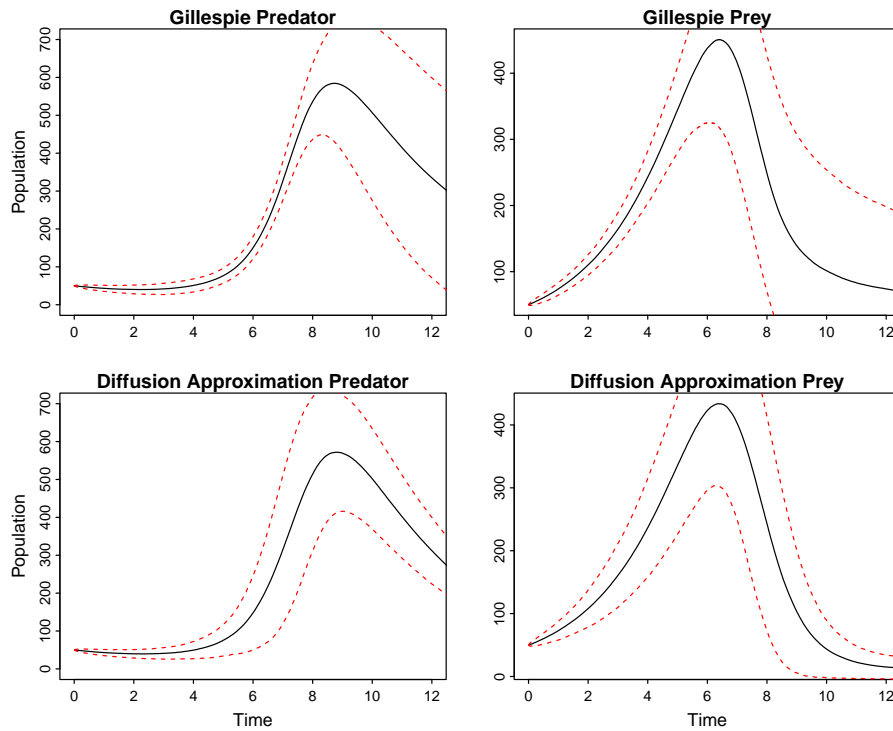 Gillespie Predator
Population
700
600
500
400
300
200
100
0
0 2 4 6 8 10 12
Gillespie Prey
400
300
200
100
0 2 4 6 8 10 12
Diffusion Approximation Predator
Population
700
600
500
400
300
200
100
0
0 2 4 6 8 10 12
Time
Diffusion Approximation Prey
400
300
200
100
0
0 2 4 6 8 10 12
Time